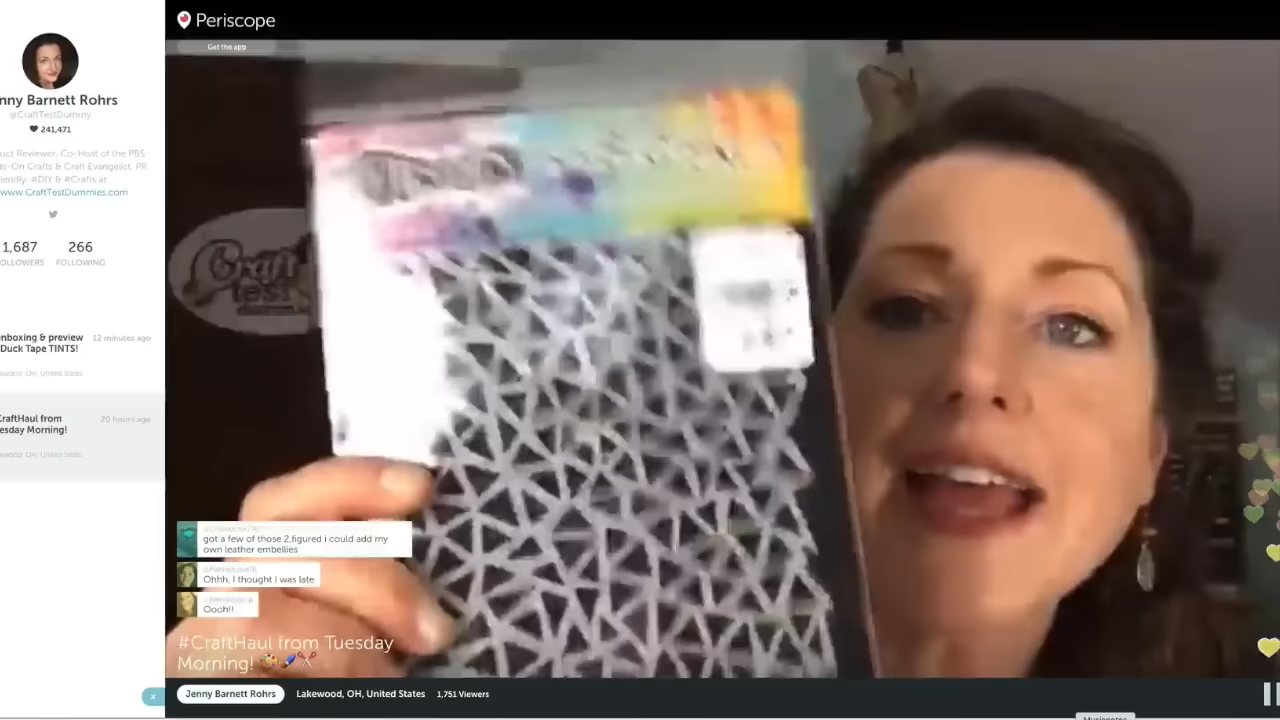 Periscope
Get the app
nny Barnett Rohrs
@CraftTestDummy
241,471
uct Reviewer. Co-Host of the PBS
ds-On Crafts & Craft Evangelist. PR
iendly. #DIY & #Crafts at
www.CraftTestDummies.com
1,687 266
OLLOWERS FOLLOWING
nboxing & preview 12 minutes ago
Duck Tape TINTS!
ewood, OH, United States
CraftHaul from 20 hours ago
esday Morning!
ewood, OH, United States
Craft
test
got a few of those 2,figured i could add my
own leather embellies
Ohhh, I thought I was late
Oooh!!
#CraftHaul from Tuesday
Morning!
Jenny Barnett Rohrs Lakewood, OH, United States 1,751 Viewers